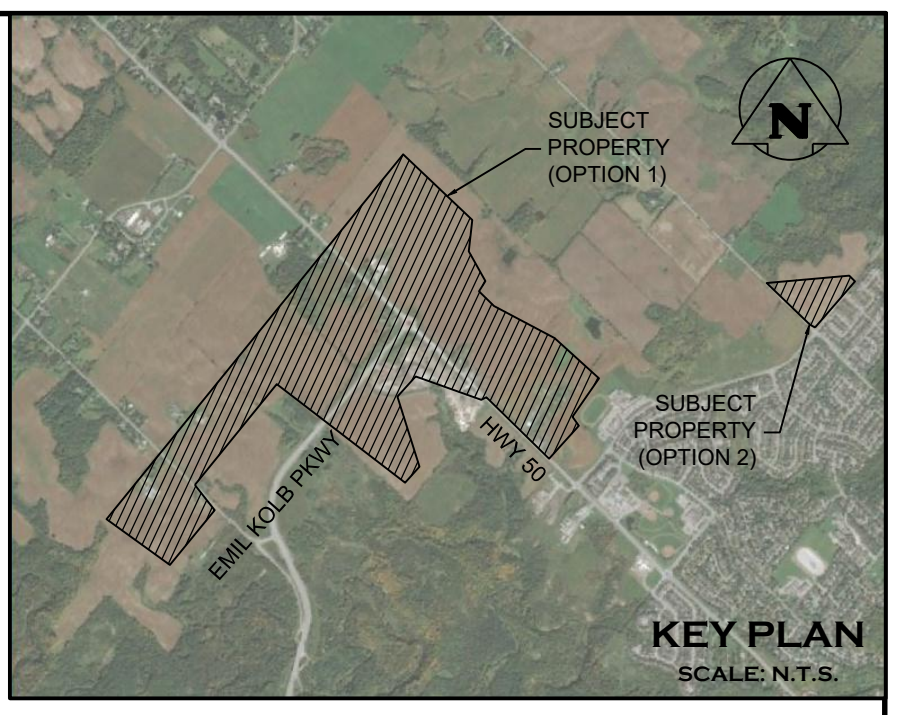 SUBJECT
PROPERTY
(OPTION 1)
N
SUBJECT
PROPERTY
(OPTION 2)
HWY 50
EMIL KOLB PKWY
KEY PLAN
SCALE: N.T.S.